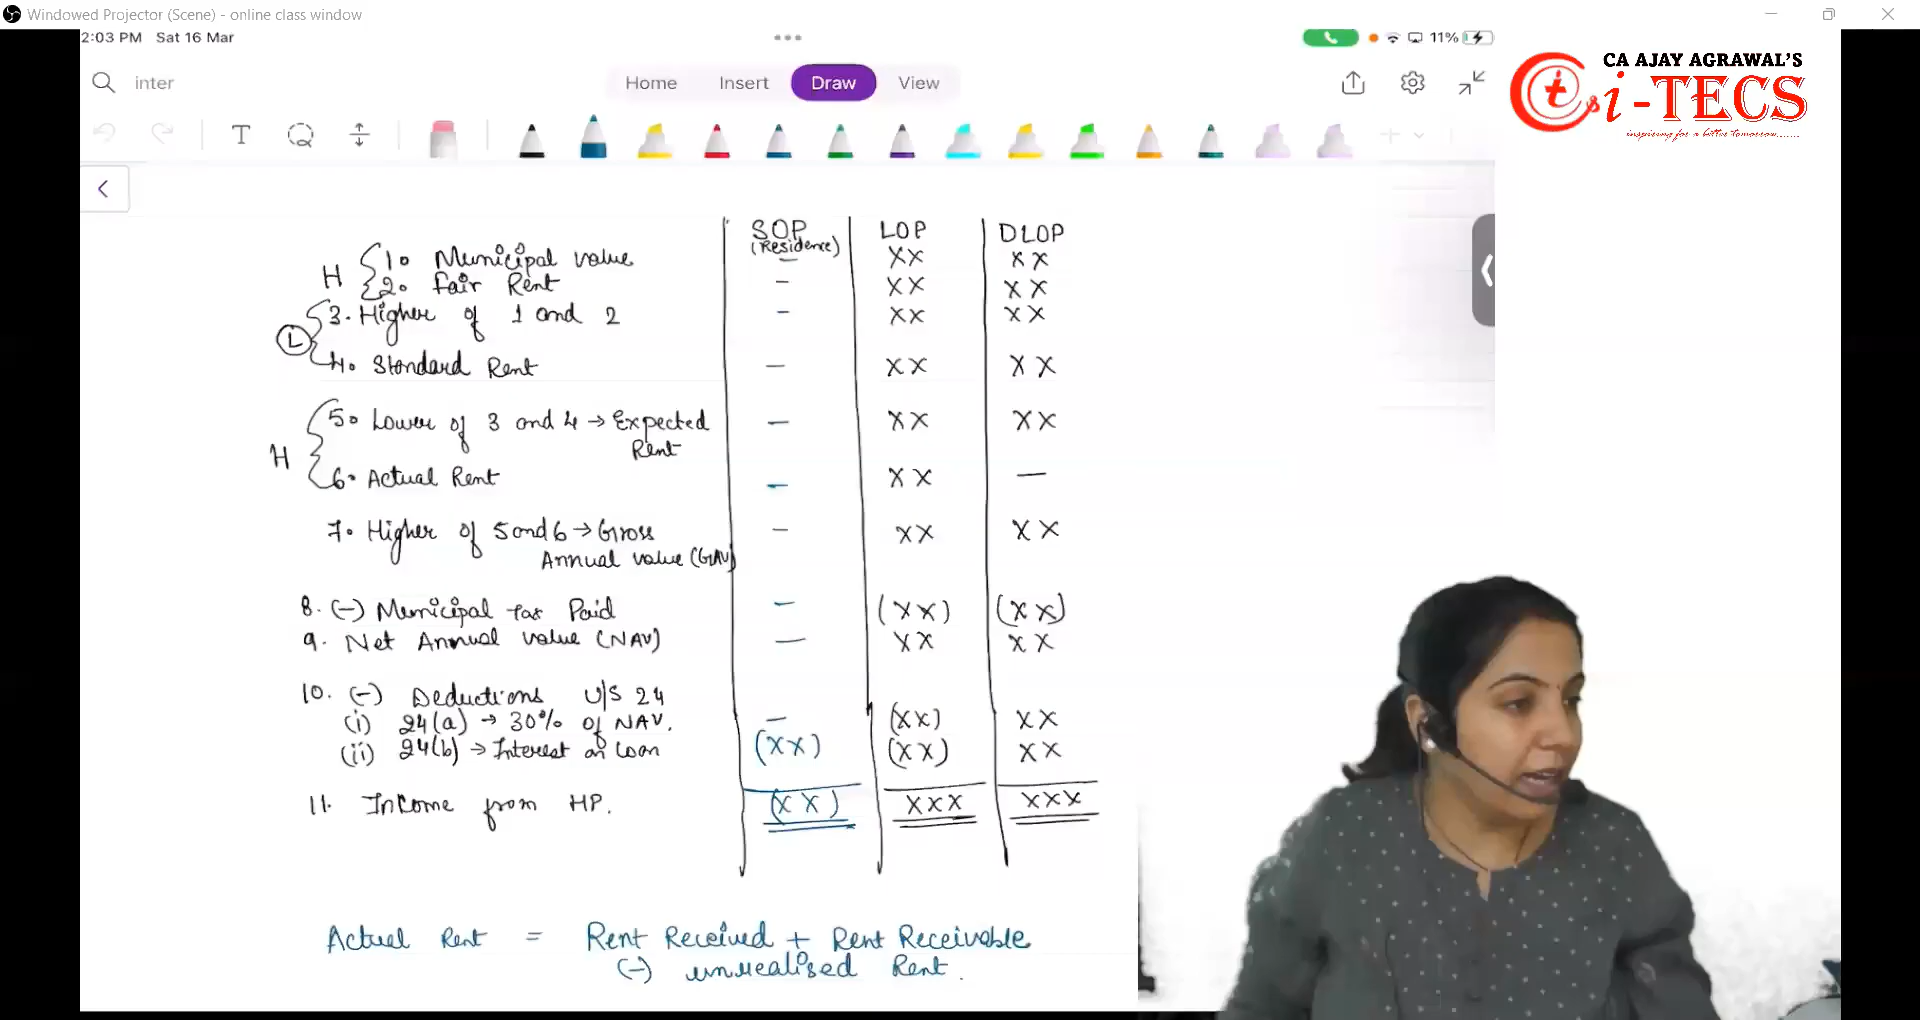 Windowed Projector (Scene) - online class window
2:03 PM Sat 16 Mar
11%
inter
Home Insert Draw View
CA AJAY AGRAWAL'S
i-TECS
inspiring for a better tomorrow.......
SOP LOP DLOP
(Residence)
H 1. Municipal value - XX XX
2. Fair Rent - XX XX
3. Higher of 1 and 2 - XX XX
L
4. Standard Rent - XX XX
5. Lower of 3 and 4 → Expected - XX XX
Rent
H
6. Actual Rent - XX -
7. Higher of 5 and 6 → Gross - XX XX
Annual value (GAV)
8. (-) Municipal tax Paid - (XX) (XX)
9. Net Annual value (NAV) - XX XX
10. (-) Deductions U/S 24
(i) 24(a) → 30% of NAV. - (XX) XX
(ii) 24(b) → Interest on loan (XX) (XX) XX
11. Income from HP. (XX) XXX XXX
Actual Rent = Rent Received + Rent Receivable
(-) unrealised Rent.